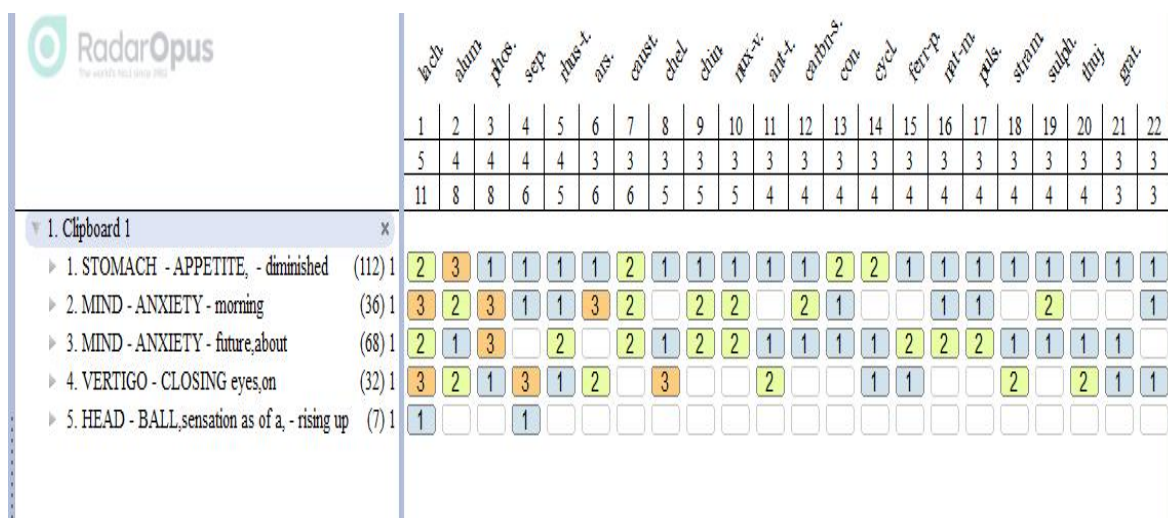 RadarOpus
lach. alum phos. sep. rhus-t. ars. caust. chel. chin nux-v. ant-t. carbn-s. con. cycl. ferr-p. nat-m. puls. stram sulph. thuj. grat.
1 2 3 4 5 6 7 8 9 10 11 12 13 14 15 16 17 18 19 20 21 22
5 4 4 4 4 3 3 3 3 3 3 3 3 3 3 3 3 3 3 3 3 3
11 8 8 6 5 6 6 5 5 5 4 4 4 4 4 4 4 4 4 4 3 3
1. Clipboard 1 x
1. STOMACH - APPETITE, - diminished (112) 1 2 3 1 1 1 1 2 1 1 1 1 1 2 2 1 1 1 1 1 1 1 1
2. MIND - ANXIETY - morning (36) 1 3 2 3 1 1 3 2 2 2 2 1 1 1 2 1
3. MIND - ANXIETY - future,about (68) 1 2 1 3 2 2 1 2 2 1 1 1 1 2 2 2 1 1 1 1
4. VERTIGO - CLOSING eyes,on (32) 1 3 2 1 3 1 2 3 2 1 1 2 2 1 1
5. HEAD - BALL,sensation as of a, - rising up (7) 1 1 1